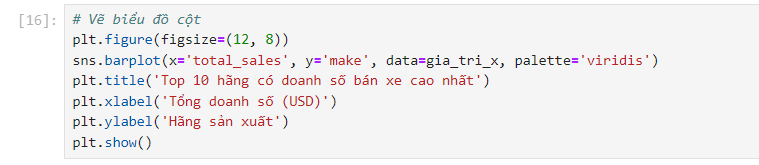 [16]: # Vẽ biểu đồ cột
plt.figure(figsize=(12, 8))
sns.barplot(x='total_sales', y='make', data=gia_tri_x, palette='viridis')
plt.title('Top 10 hãng có doanh số bán xe cao nhất')
plt.xlabel('Tổng doanh số (USD)')
plt.ylabel('Hãng sản xuất')
plt.show()